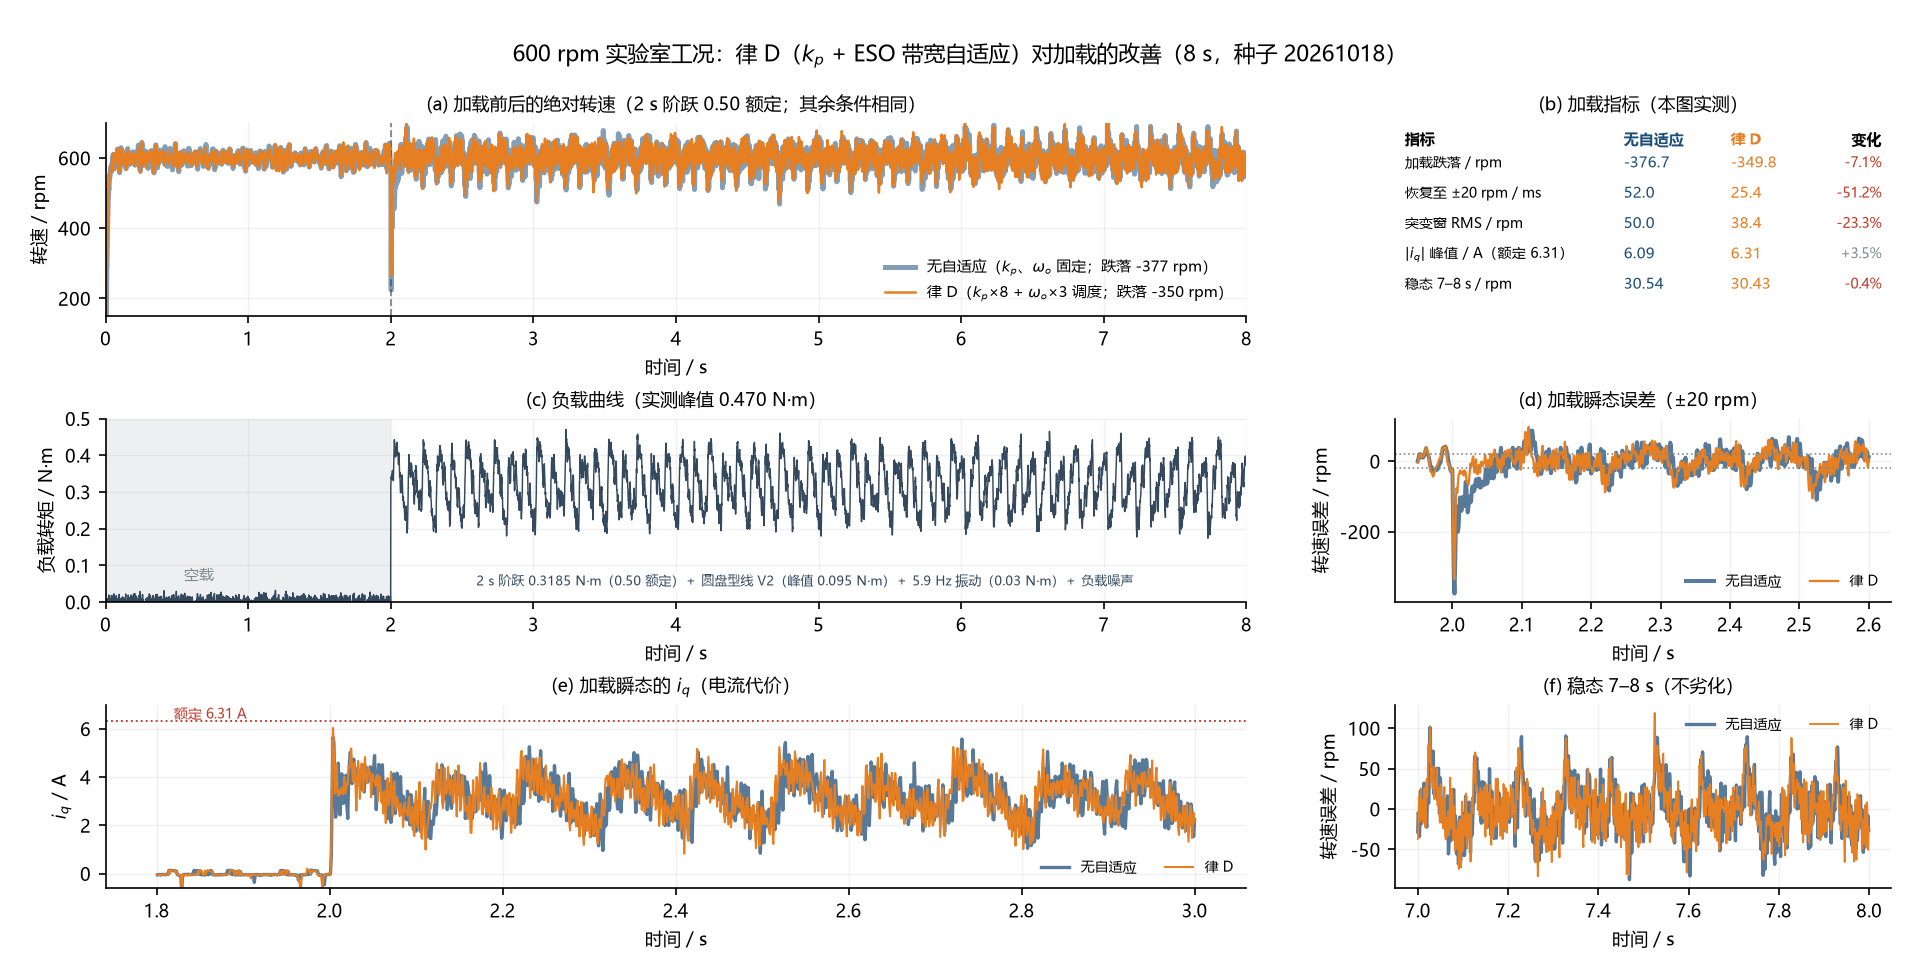 600 rpm 实验室工况：律 D（kₚ + ESO 带宽自适应）对加载的改善（8 s，种子 20261018）
(a) 加载前后的绝对转速（2 s 阶跃 0.50 额定；其余条件相同）
转速 / rpm
600
400
200
无自适应（kₚ、ωₒ 固定；跌落 -377 rpm）
律 D（kₚ×8 + ωₒ×3 调度；跌落 -350 rpm）
0 1 2 3 4 5 6 7 8
时间 / s
(b) 加载指标（本图实测）
指标 无自适应 律 D 变化
加载跌落 / rpm -376.7 -349.8 -7.1%
恢复至 ±20 rpm / ms 52.0 25.4 -51.2%
突变窗 RMS / rpm 50.0 38.4 -23.3%
|i_q| 峰值 / A（额定 6.31） 6.09 6.31 +3.5%
稳态 7–8 s / rpm 30.54 30.43 -0.4%
(c) 负载曲线（实测峰值 0.470 N·m）
负载转矩 / N·m
0.5
0.4
0.3
0.2
0.1
0.0
空载
2 s 阶跃 0.3185 N·m（0.50 额定）+ 圆盘型线 V2（峰值 0.095 N·m）+ 5.9 Hz 振动（0.03 N·m）+ 负载噪声
0 1 2 3 4 5 6 7 8
时间 / s
(d) 加载瞬态误差（±20 rpm）
转速误差 / rpm
0
-200
无自适应 律 D
2.0 2.1 2.2 2.3 2.4 2.5 2.6
时间 / s
(e) 加载瞬态的 i_q（电流代价）
i_q / A
额定 6.31 A
6
4
2
0
无自适应 律 D
1.8 2.0 2.2 2.4 2.6 2.8 3.0
时间 / s
(f) 稳态 7–8 s（不劣化）
转速误差 / rpm
100
50
0
-50
无自适应 律 D
7.0 7.2 7.4 7.6 7.8 8.0
时间 / s